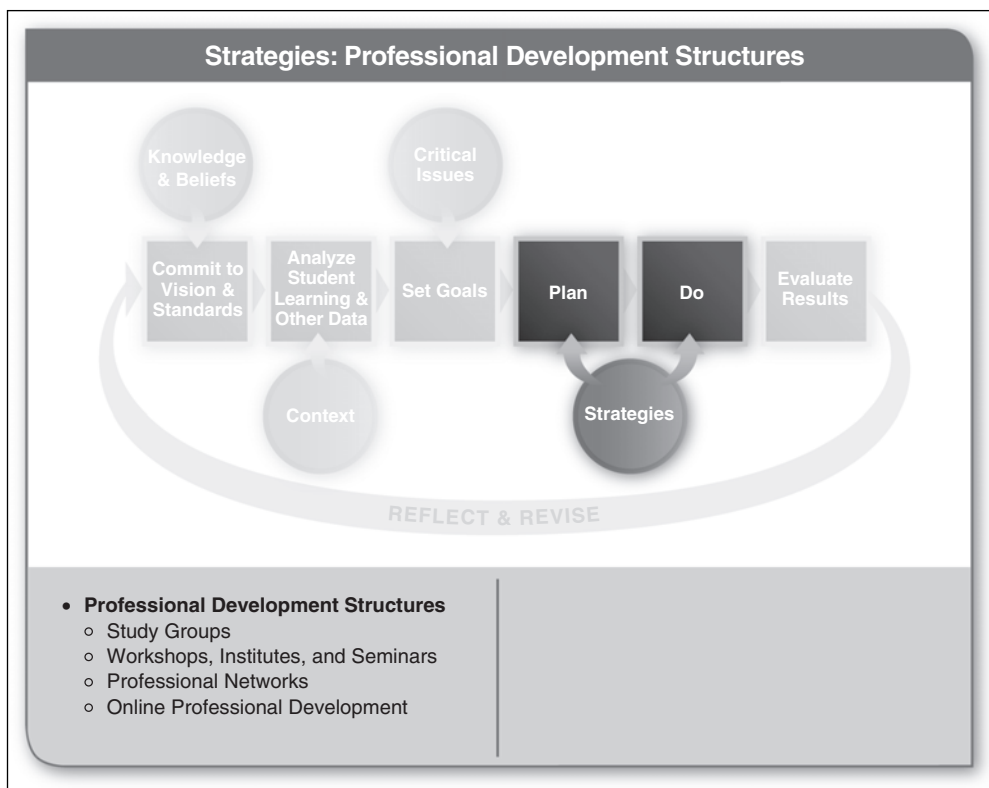 Strategies: Professional Development Structures
Knowledge
& Beliefs
Critical
Issues
Commit to
Vision &
Standards
Analyze
Student
Learning &
Other Data
Set Goals
Plan
Do
Evaluate
Results
Context
Strategies
REFLECT & REVISE
• Professional Development Structures
○ Study Groups
○ Workshops, Institutes, and Seminars
○ Professional Networks
○ Online Professional Development